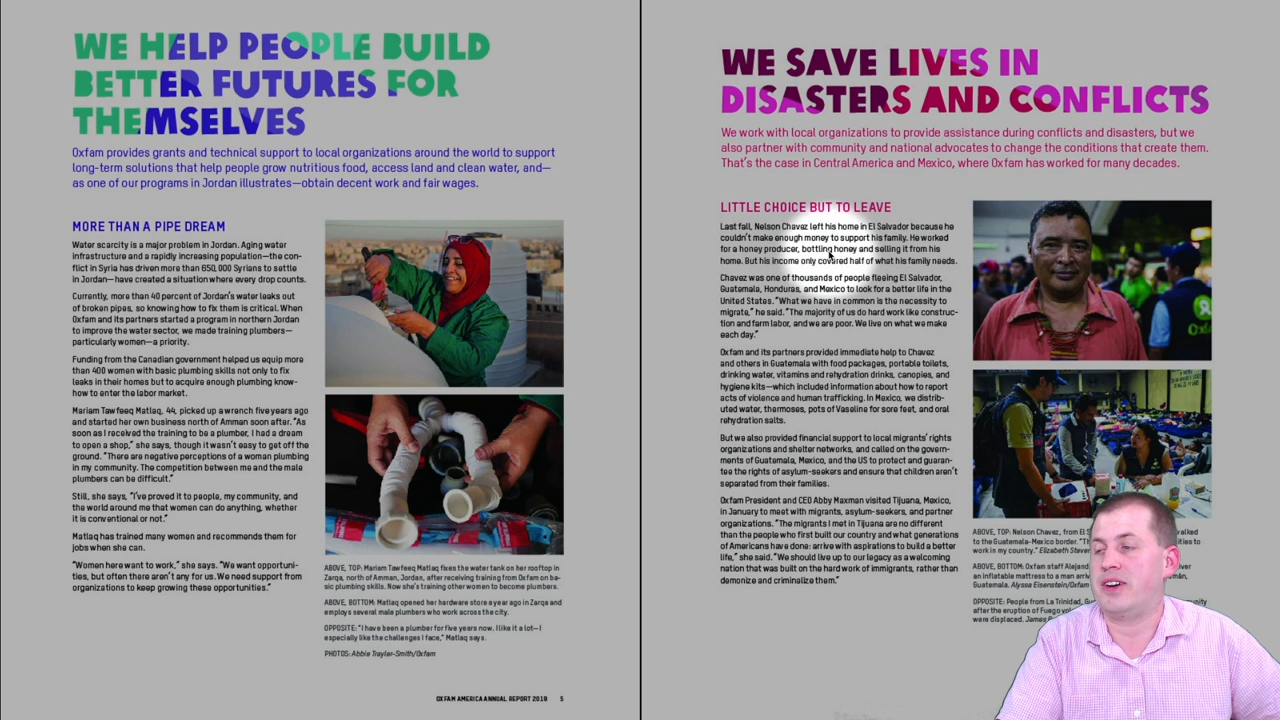 WE HELP PEOPLE BUILD
BETTER FUTURES FOR
THEMSELVES
Oxfam provides grants and technical support to local organizations around the world to support
long-term solutions that help people grow nutritious food, access land and clean water, and—
as one of our programs in Jordan illustrates—obtain decent work and fair wages.
MORE THAN A PIPE DREAM
Water scarcity is a major problem in Jordan. Aging water
infrastructure and a rapidly increasing population—the con-
flict in Syria has driven more than 650,000 Syrians to settle
in Jordan—have created a situation where every drop counts.
Currently, more than 40 percent of Jordan's water leaks out
of broken pipes, so knowing how to fix them is critical. When
Oxfam and its partners started a program in northern Jordan
to improve the water sector, we made training plumbers—
particularly women—a priority.
Funding from the Canadian government helped us equip more
than 400 women with basic plumbing skills not only to fix
leaks in their homes but to acquire enough plumbing know-
how to enter the labor market.
Mariam Tawfeeq Matlaq, 44, picked up a wrench five years ago
and started her own business north of Amman soon after. "As
soon as I received the training to be a plumber, I had a dream
to open a shop," she says, though it wasn't easy to get off the
ground. "There are negative perceptions of a woman plumbing
in my community. The competition between me and the male
plumbers can be difficult."
Still, she says, "I've proved it to people, my community, and
the world around me that women can do anything, whether
it is conventional or not."
Matlaq has trained many women and recommends them for
jobs when she can.
"Women here want to work," she says. "We want opportuni-
ties, but often there aren't any for us. We need support from
organizations to keep growing these opportunities."
ABOVE, TOP: Mariam Tawfeeq Matlaq fixes the water tank on her rooftop in
Zarqa, north of Amman, Jordan, after receiving training from Oxfam on ba-
sic plumbing skills. Now she's training other women to become plumbers.
ABOVE, BOTTOM: Matlaq opened her hardware store a year ago in Zarqa and
employs several male plumbers who work across the city.
OPPOSITE: "I have been a plumber for five years now. I like it a lot—I
especially like the challenges I face," Matlaq says.
PHOTOS: Abbie Trayler-Smith/Oxfam
OXFAM AMERICA ANNUAL REPORT 2019 5
WE SAVE LIVES IN
DISASTERS AND CONFLICTS
We work with local organizations to provide assistance during conflicts and disasters, but we
also partner with community and national advocates to change the conditions that create them.
That's the case in Central America and Mexico, where Oxfam has worked for many decades.
LITTLE CHOICE BUT TO LEAVE
Last fall, Nelson Chavez left his home in El Salvador because he
couldn't make enough money to support his family. He worked
for a honey producer, bottling honey and selling it from his
home. But his income only covered half of what his family needs.
Chavez was one of thousands of people fleeing El Salvador,
Guatemala, Honduras, and Mexico to look for a better life in the
United States. "What we have in common is the necessity to
migrate," he said. "The majority of us do hard work like construc-
tion and farm labor, and we are poor. We live on what we make
each day."
Oxfam and its partners provided immediate help to Chavez
and others in Guatemala with food packages, portable toilets,
drinking water, vitamins and rehydration drinks, canopies, and
hygiene kits—which included information about how to report
acts of violence and human trafficking. In Mexico, we distrib-
uted water, thermoses, pots of Vaseline for sore feet, and oral
rehydration salts.
But we also provided financial support to local migrants' rights
organizations and shelter networks, and called on the govern-
ments of Guatemala, Mexico, and the US to protect and guaran-
tee the rights of asylum-seekers and ensure that children aren't
separated from their families.
Oxfam President and CEO Abby Maxman visited Tijuana, Mexico,
in January to meet with migrants, asylum-seekers, and partner
organizations. "The migrants I met in Tijuana are no different
than the people who first built our country and what generations
of Americans have done: arrive with aspirations to build a better
life," she said. "We should live up to our legacy as a welcoming
nation that was built on the hard work of immigrants, rather than
demonize and criminalize them."
ABOVE, TOP: Nelson Chavez, from El walked
to the Guatemala-Mexico border. to
work in my country." Elizabeth
ABOVE, BOTTOM: Oxfam staff over
an inflatable mattress to a man
Guatemala. Alyssa Eisenstein/Oxfam
OPPOSITE: People from La Trinidad,
after the eruption of Fuego
were displaced. James